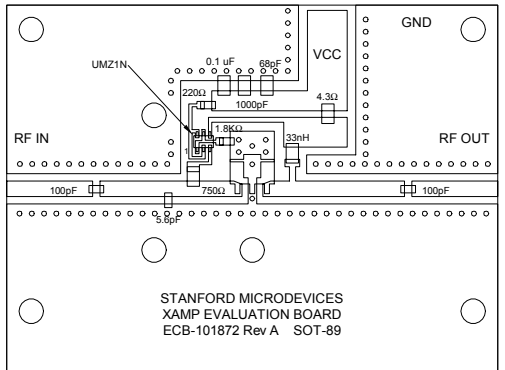 GND
VCC
0.1 uF
68pF
UMZ1N
220Ω
1000pF
4.3Ω
1.8KΩ
RF IN
33nH
RF OUT
1
100pF
750Ω
100pF
5.6pF
STANFORD MICRODEVICES
XAMP EVALUATION BOARD
ECB-101872 Rev A SOT-89